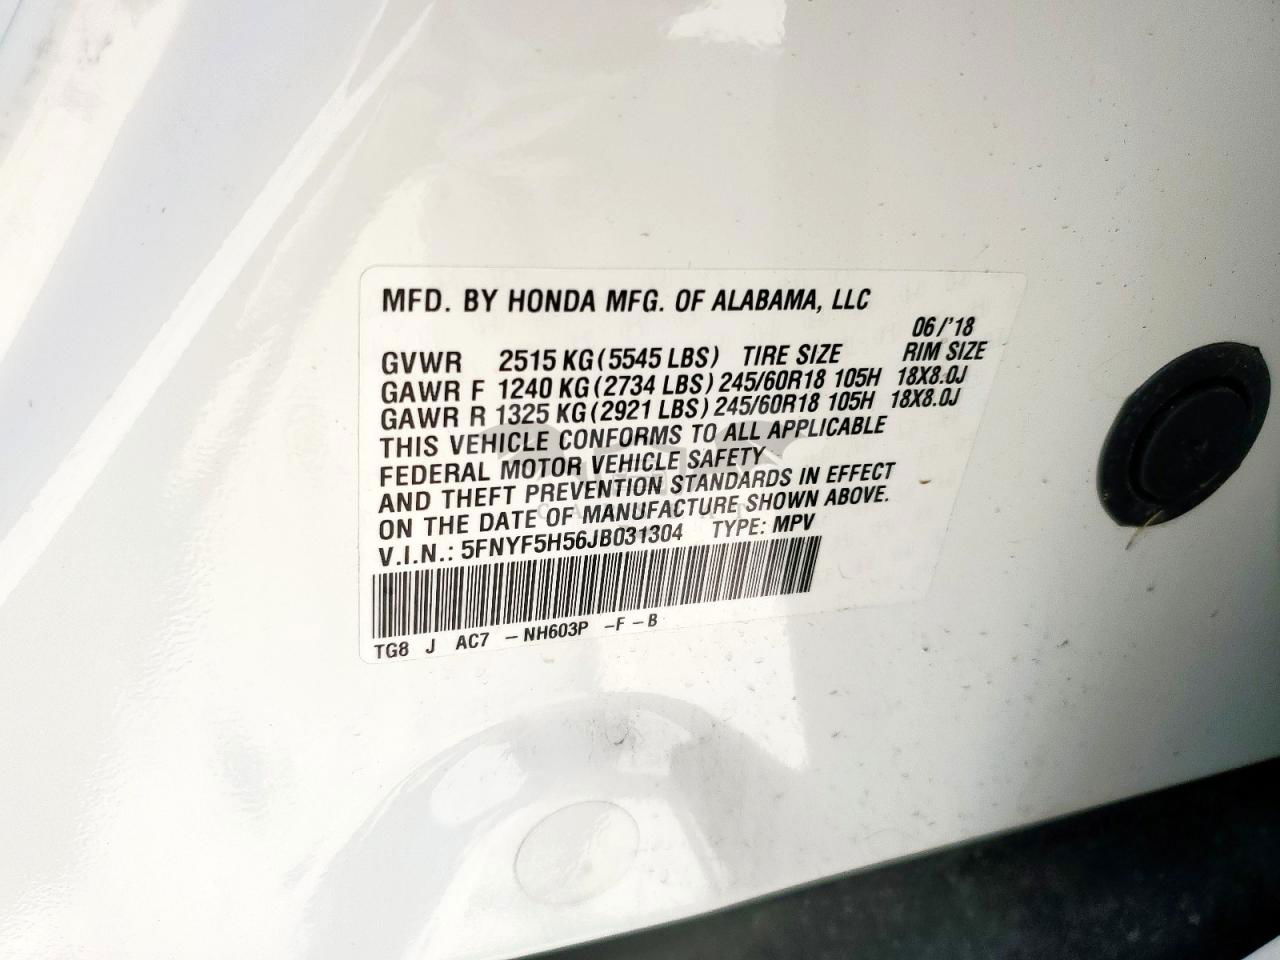 MFD. BY HONDA MFG. OF ALABAMA, LLC
06/'18
GVWR 2515 KG (5545 LBS) TIRE SIZE RIM SIZE
GAWR F 1240 KG (2734 LBS) 245/60R18 105H 18X8.0J
GAWR R 1325 KG (2921 LBS) 245/60R18 105H 18X8.0J
THIS VEHICLE CONFORMS TO ALL APPLICABLE
FEDERAL MOTOR VEHICLE SAFETY
AND THEFT PREVENTION STANDARDS IN EFFECT
ON THE DATE OF MANUFACTURE SHOWN ABOVE.
V.I.N.: 5FNYF5H56JB031304 TYPE: MPV
TG8 J AC7 -NH603P -F-B